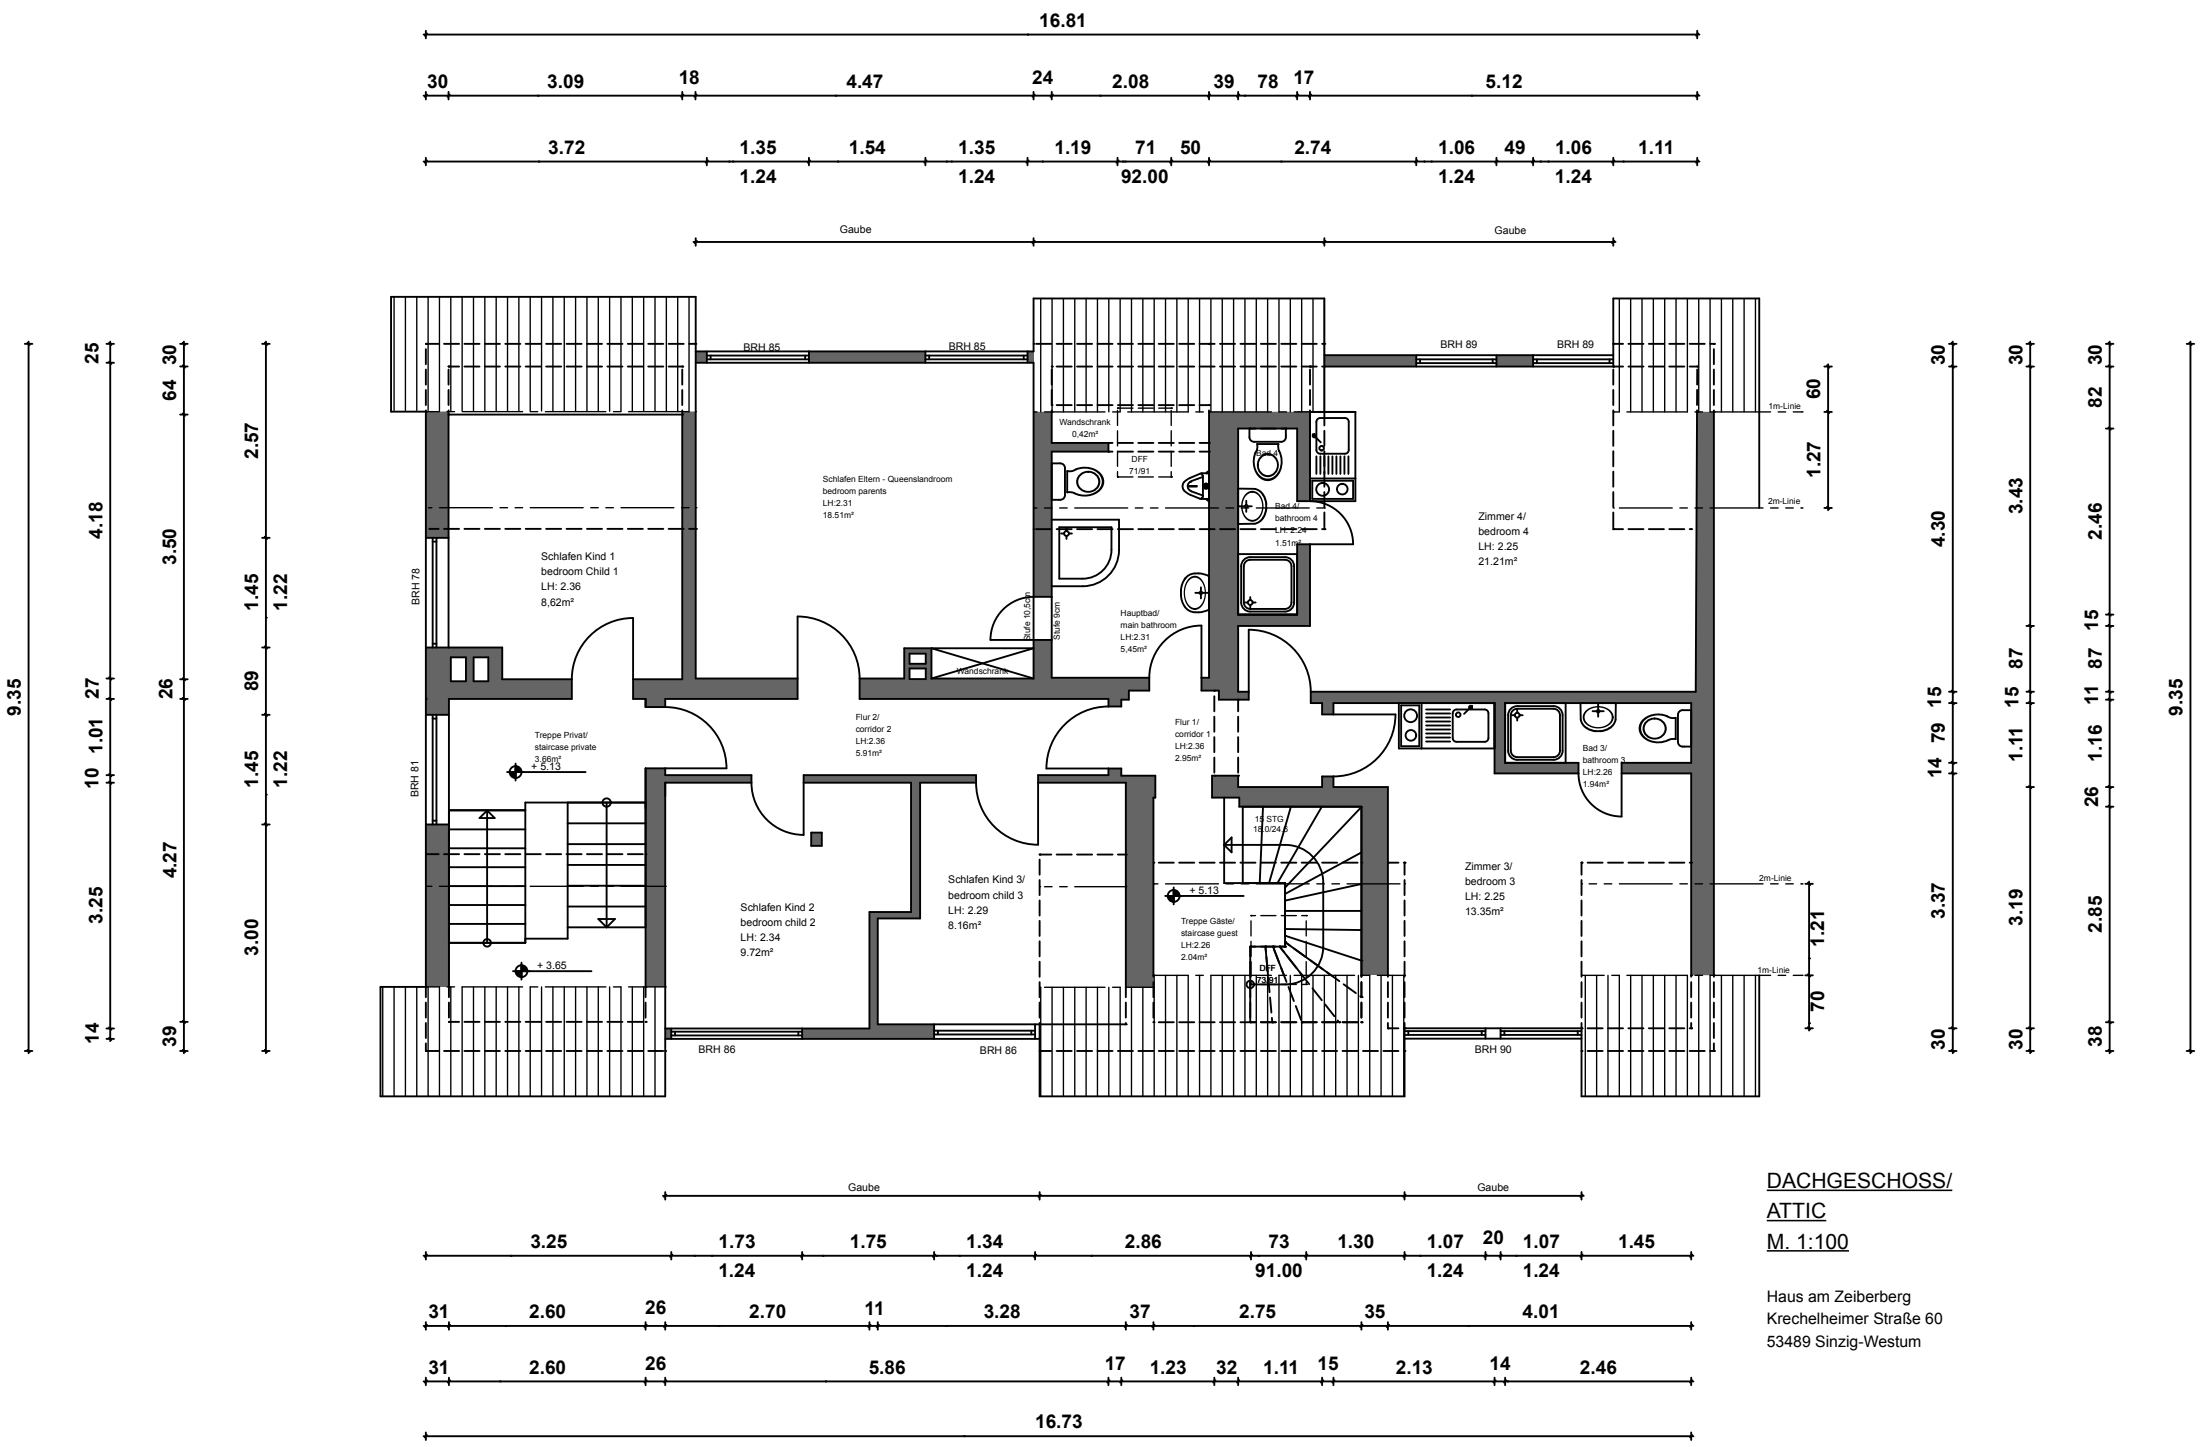 16.81
30 3.09 18 4.47 24 2.08 39 78 17 5.12
3.72 1.35 1.54 1.35 1.19 71 50 2.74 1.06 49 1.06 1.11
1.24 1.24 92.00 1.24 1.24
Gaube Gaube
9.35
25 4.18 27 1.01 10 3.25 14
30 64 3.50 26 4.27 39
2.57 1.45 89 1.45 3.00
1.22 1.22
BRH 85 BRH 85
BRH 89 BRH 89
BRH 78
BRH 81
Schlafen Kind 1
bedroom Child 1
LH: 2.36
8,62m²
Schlafen Eltern - Queenslandroom
bedroom parents
LH:2.31
18.51m²
Wandschrank
Stufe 10,5cm
Stufe 9cm
Wandschrank
0,42m²
DFF
71/91
Hauptbad/
main bathroom
LH:2.31
5,45m²
Bad 4
Bad 4/
bathroom 4
LH: 2.24
1.51m²
Zimmer 4/
bedroom 4
LH: 2.25
21.21m²
1m-Linie
2m-Linie
60
1.27
Treppe Privat/
staircase private
3.66m²
+ 5.13
+ 3.65
Flur 2/
corridor 2
LH:2.36
5.91m²
Flur 1/
corridor 1
LH:2.36
2.95m²
Bad 3/
bathroom 3
LH:2.26
1.94m²
Schlafen Kind 2
bedroom child 2
LH: 2.34
9.72m²
Schlafen Kind 3/
bedroom child 3
LH: 2.29
8.16m²
15 STG
18.0/24.5
+ 5.13
Treppe Gäste/
staircase guest
LH:2.26
2.04m²
DFF
73/91
Zimmer 3/
bedroom 3
LH: 2.25
13.35m²
2m-Linie
1m-Linie
1.21
70
30 4.30 15 79 14 3.37 30
30 3.43 87 15 1.11 3.19 30
30 82 2.46 15 87 11 1.16 26 2.85 38
9.35
BRH 86 BRH 86 BRH 90
Gaube Gaube
3.25 1.73 1.75 1.34 2.86 73 1.30 1.07 20 1.07 1.45
1.24 1.24 91.00 1.24 1.24
31 2.60 26 2.70 11 3.28 37 2.75 35 4.01
31 2.60 26 5.86 17 1.23 32 1.11 15 2.13 14 2.46
16.73
DACHGESCHOSS/
ATTIC
M. 1:100
Haus am Zeiberberg
Krechelheimer Straße 60
53489 Sinzig-Westum